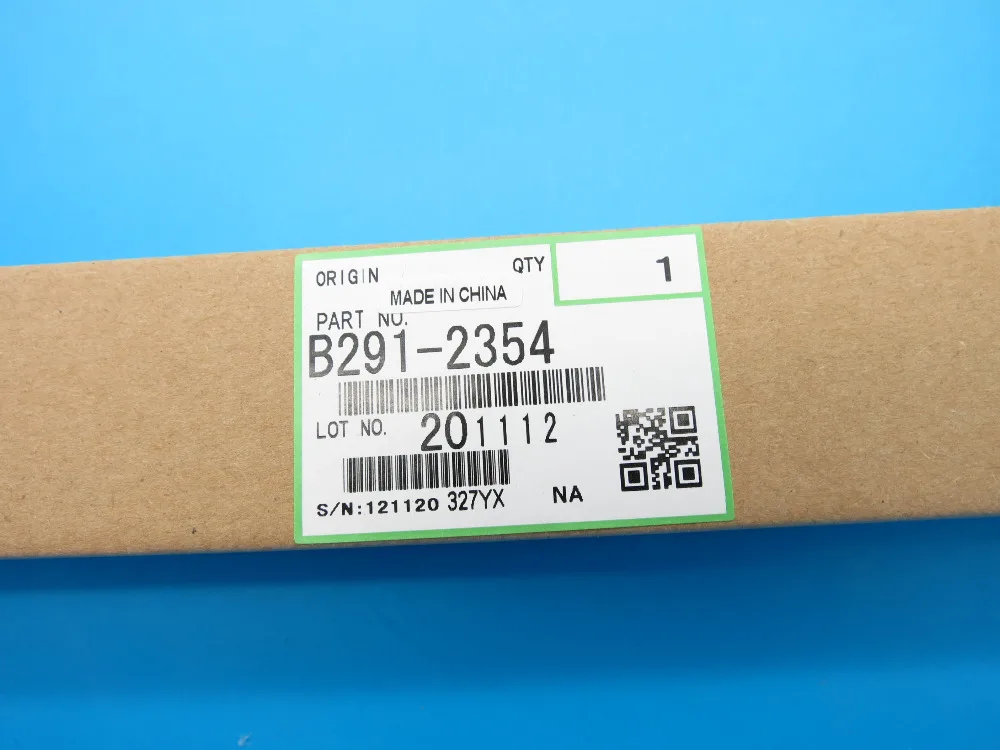 ORIGIN QTY 1
MADE IN CHINA
PART NO.
B291-2354
LOT NO. 201112
S/N:121120 327YX NA